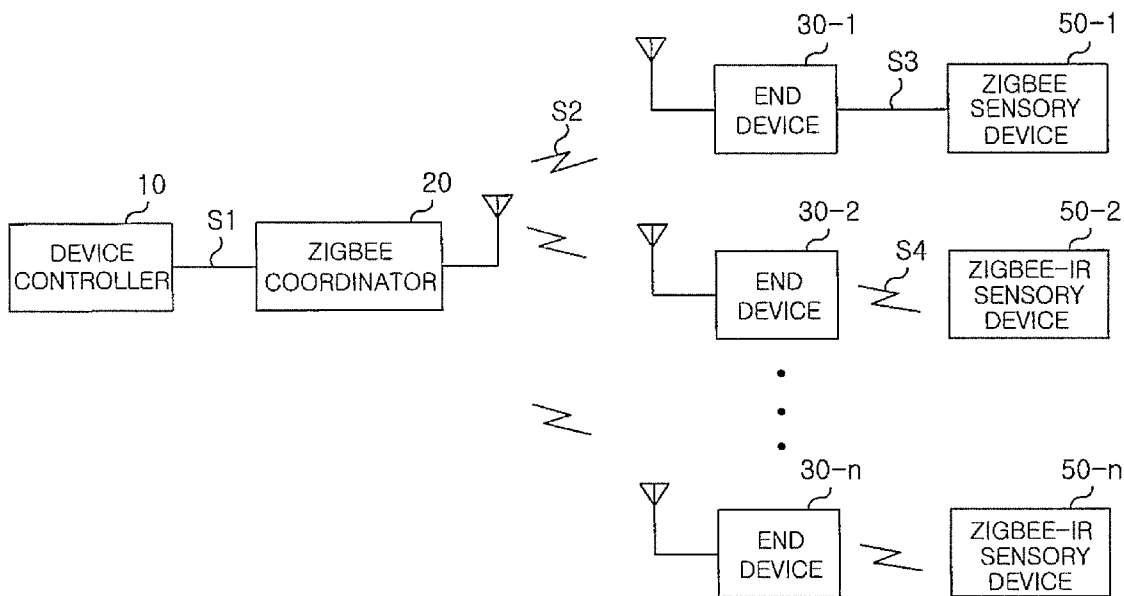 30-1
50-1
END
DEVICE
S3
ZIGBEE
SENSORY
DEVICE
S2
10
S1
20
DEVICE
CONTROLLER
ZIGBEE
COORDINATOR
30-2
50-2
END
DEVICE
S4
ZIGBEE-IR
SENSORY
DEVICE
30-n
50-n
END
DEVICE
ZIGBEE-IR
SENSORY
DEVICE